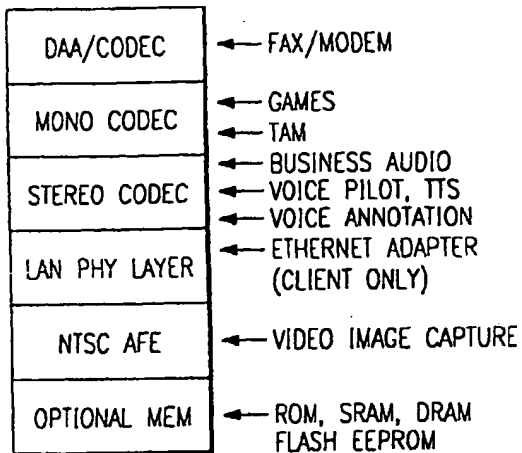 DAA/CODEC
FAX/MODEM
MONO CODEC
GAMES
TAM
STEREO CODEC
BUSINESS AUDIO
VOICE PILOT, TTS
VOICE ANNOTATION
LAN PHY LAYER
ETHERNET ADAPTER
(CLIENT ONLY)
NTSC AFE
VIDEO IMAGE CAPTURE
OPTIONAL MEM
ROM, SRAM, DRAM
FLASH EEPROM